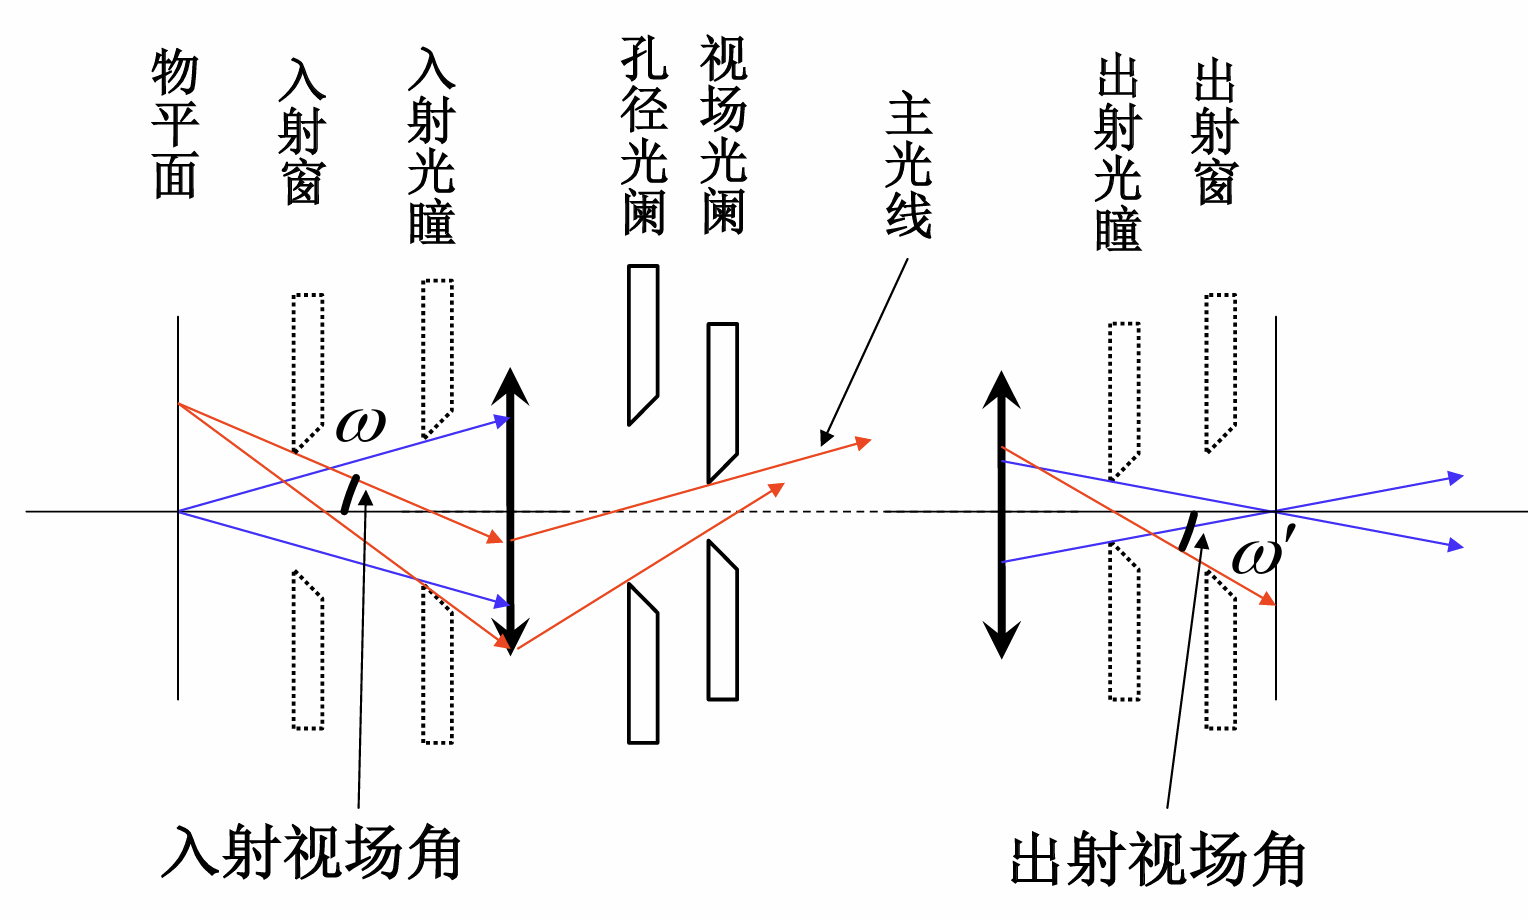 物平面
入射窗
入射光瞳
孔径光阑
视场光阑
主光线
出射光瞳
出射窗
ω
ω′
入射视场角
出射视场角